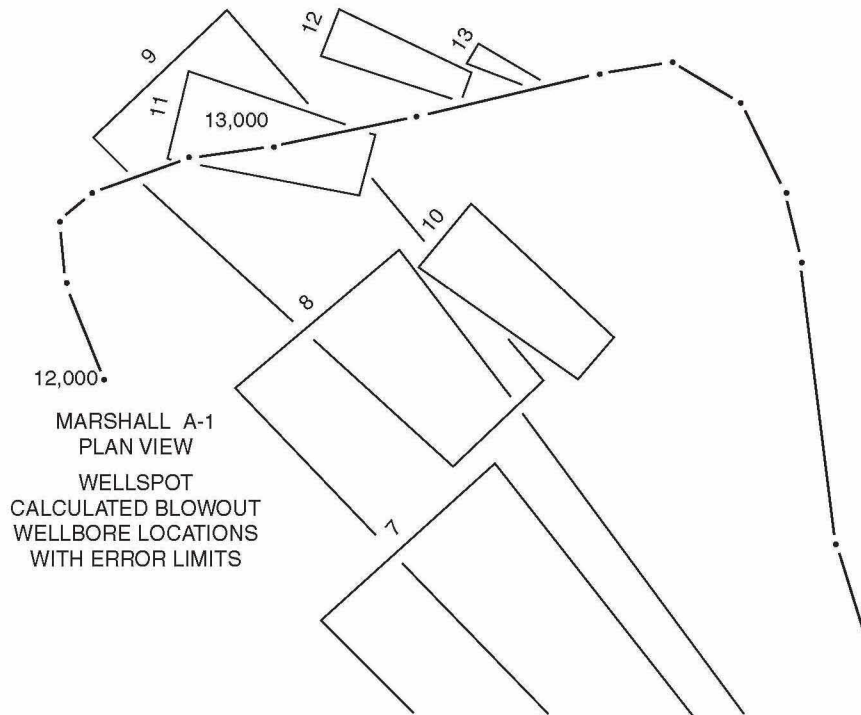 12
13
9
11
13,000
10
8
12,000
MARSHALL A-1
PLAN VIEW
WELLSPOT
CALCULATED BLOWOUT
WELLBORE LOCATIONS
WITH ERROR LIMITS
7